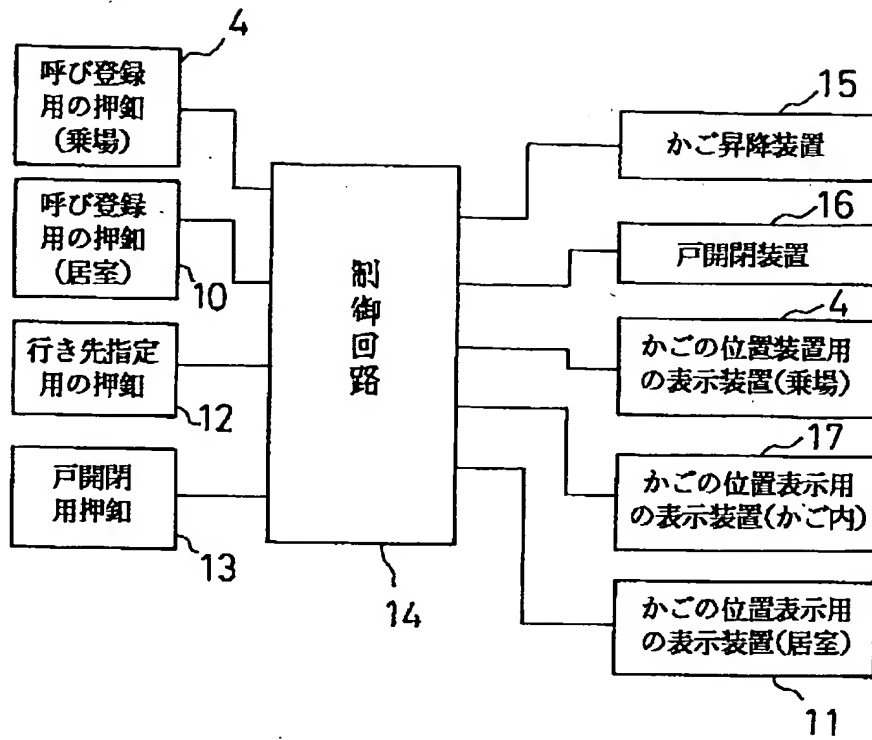 4
呼び登録
用の押釦
(乗場)
呼び登録
用の押釦
(居室)
10
行き先指定
用の押釦
12
戸開閉
用押釦
13
制御回路
14
15
かご昇降装置
16
戸開閉装置
4
かごの位置装置用
の表示装置(乗場)
17
かごの位置表示用
の表示装置(かご内)
かごの位置表示用
の表示装置(居室)
11